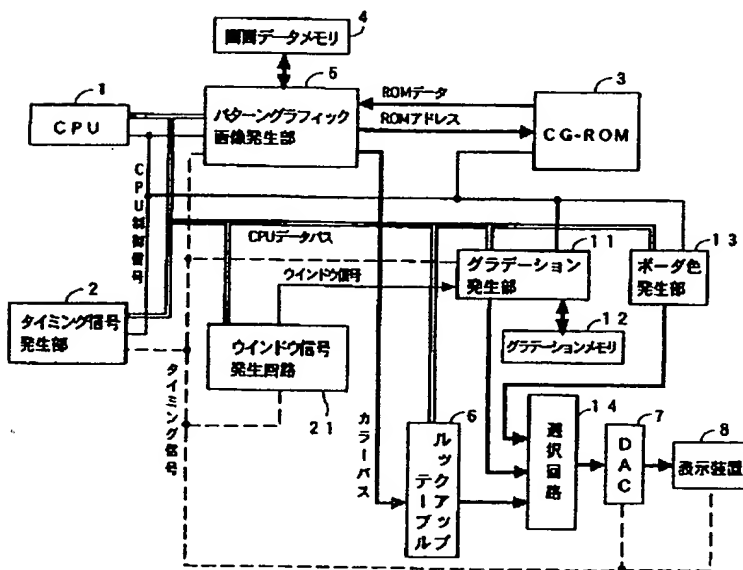 4
画面データメモリ
5
1
CPU
パターングラフィック
画像発生部
ROMデータ
ROMアドレス
3
CG-ROM
CPU制御信号
CPUデータバス
11
グラデーション
発生部
13
ボーダ色
発生部
2
タイミング信号
発生部
ウインドウ信号
ウインドウ信号
発生回路
21
12
グラデーションメモリ
タイミング信号
カラーバス
6
ルックアップ
テーブル
14
選択回路
7
DAC
8
表示装置